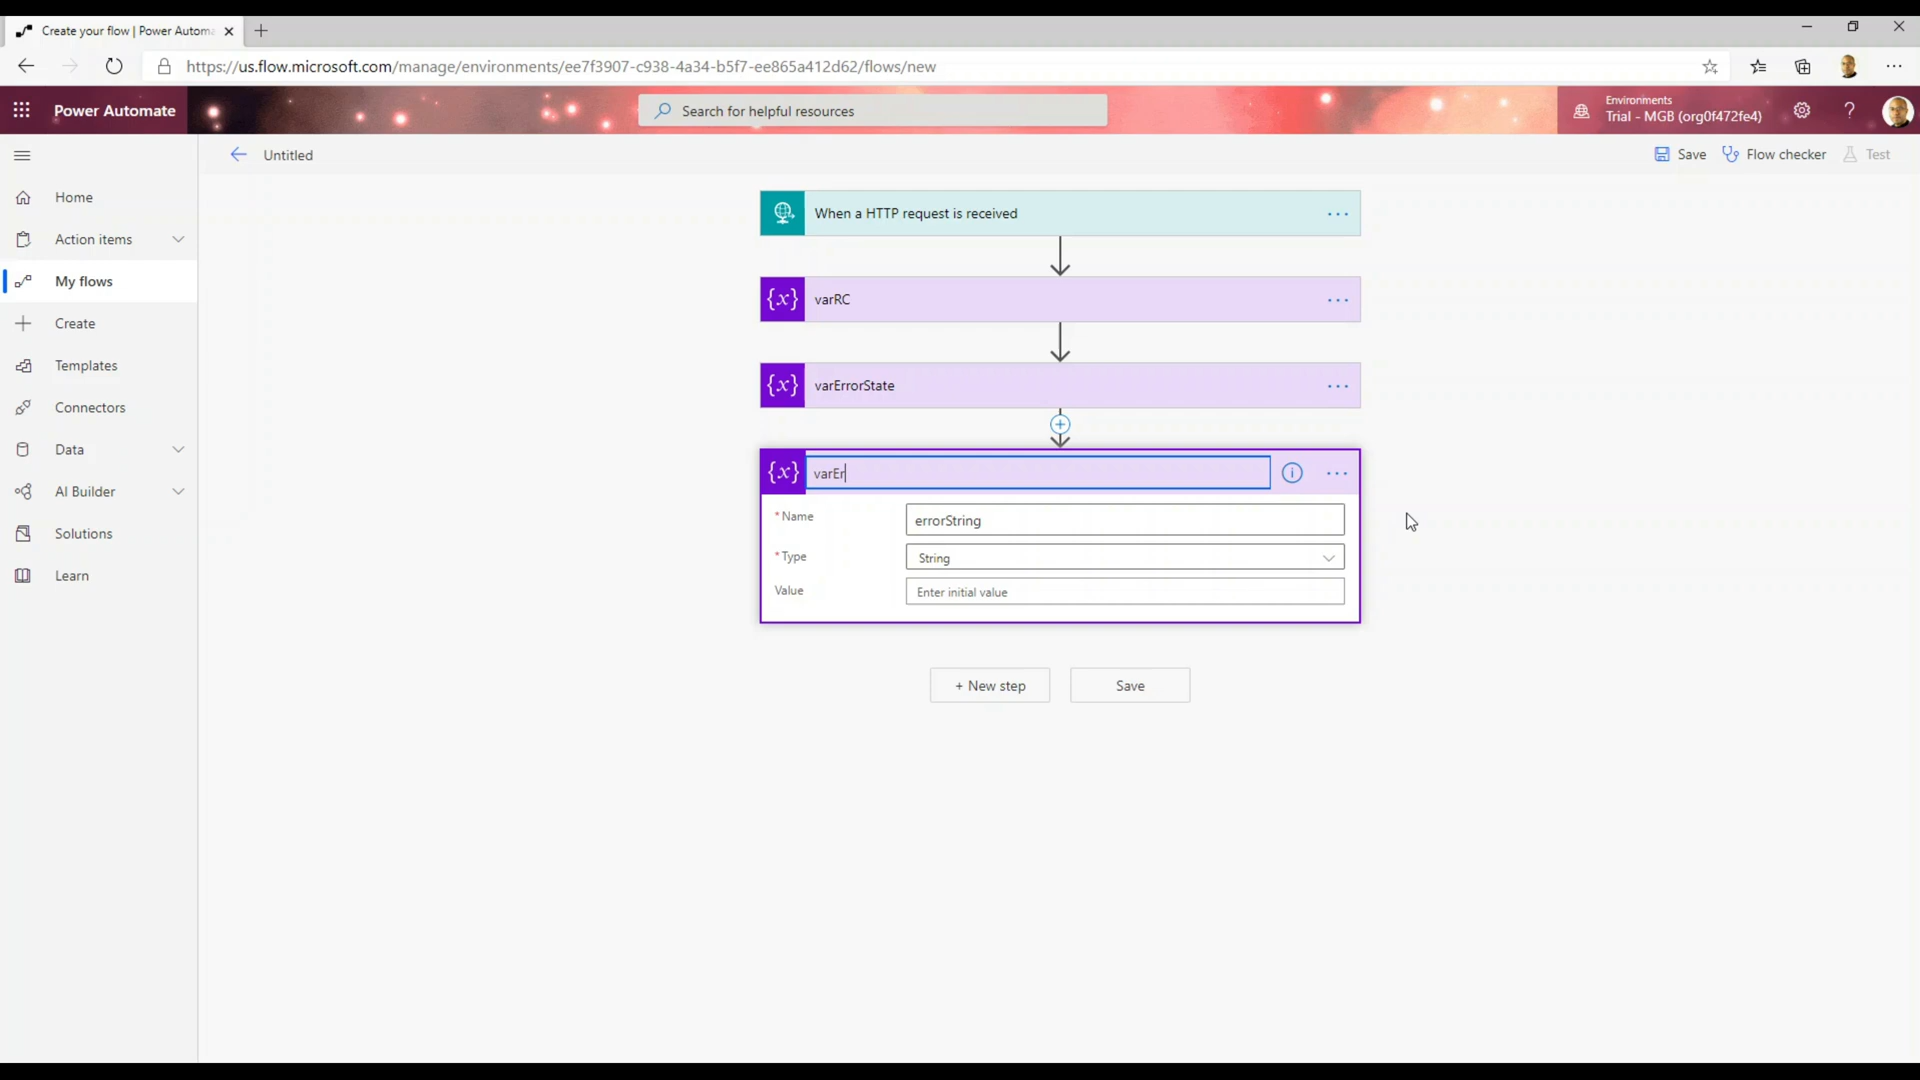 Create your flow | Power Automa
https://us.flow.microsoft.com/manage/environments/ee7f3907-c938-4a34-b5f7-ee865a412d62/flows/new
Power Automate
Search for helpful resources
Environments
Trial - MGB (org0f472fe4)
Untitled
Save
Flow checker
Test
Home
Action items
My flows
Create
Templates
Connectors
Data
AI Builder
Solutions
Learn
When a HTTP request is received
{x} varRC
{x} varErrorState
{x} varEr
* Name
errorString
* Type
String
Value
Enter initial value
+ New step
Save